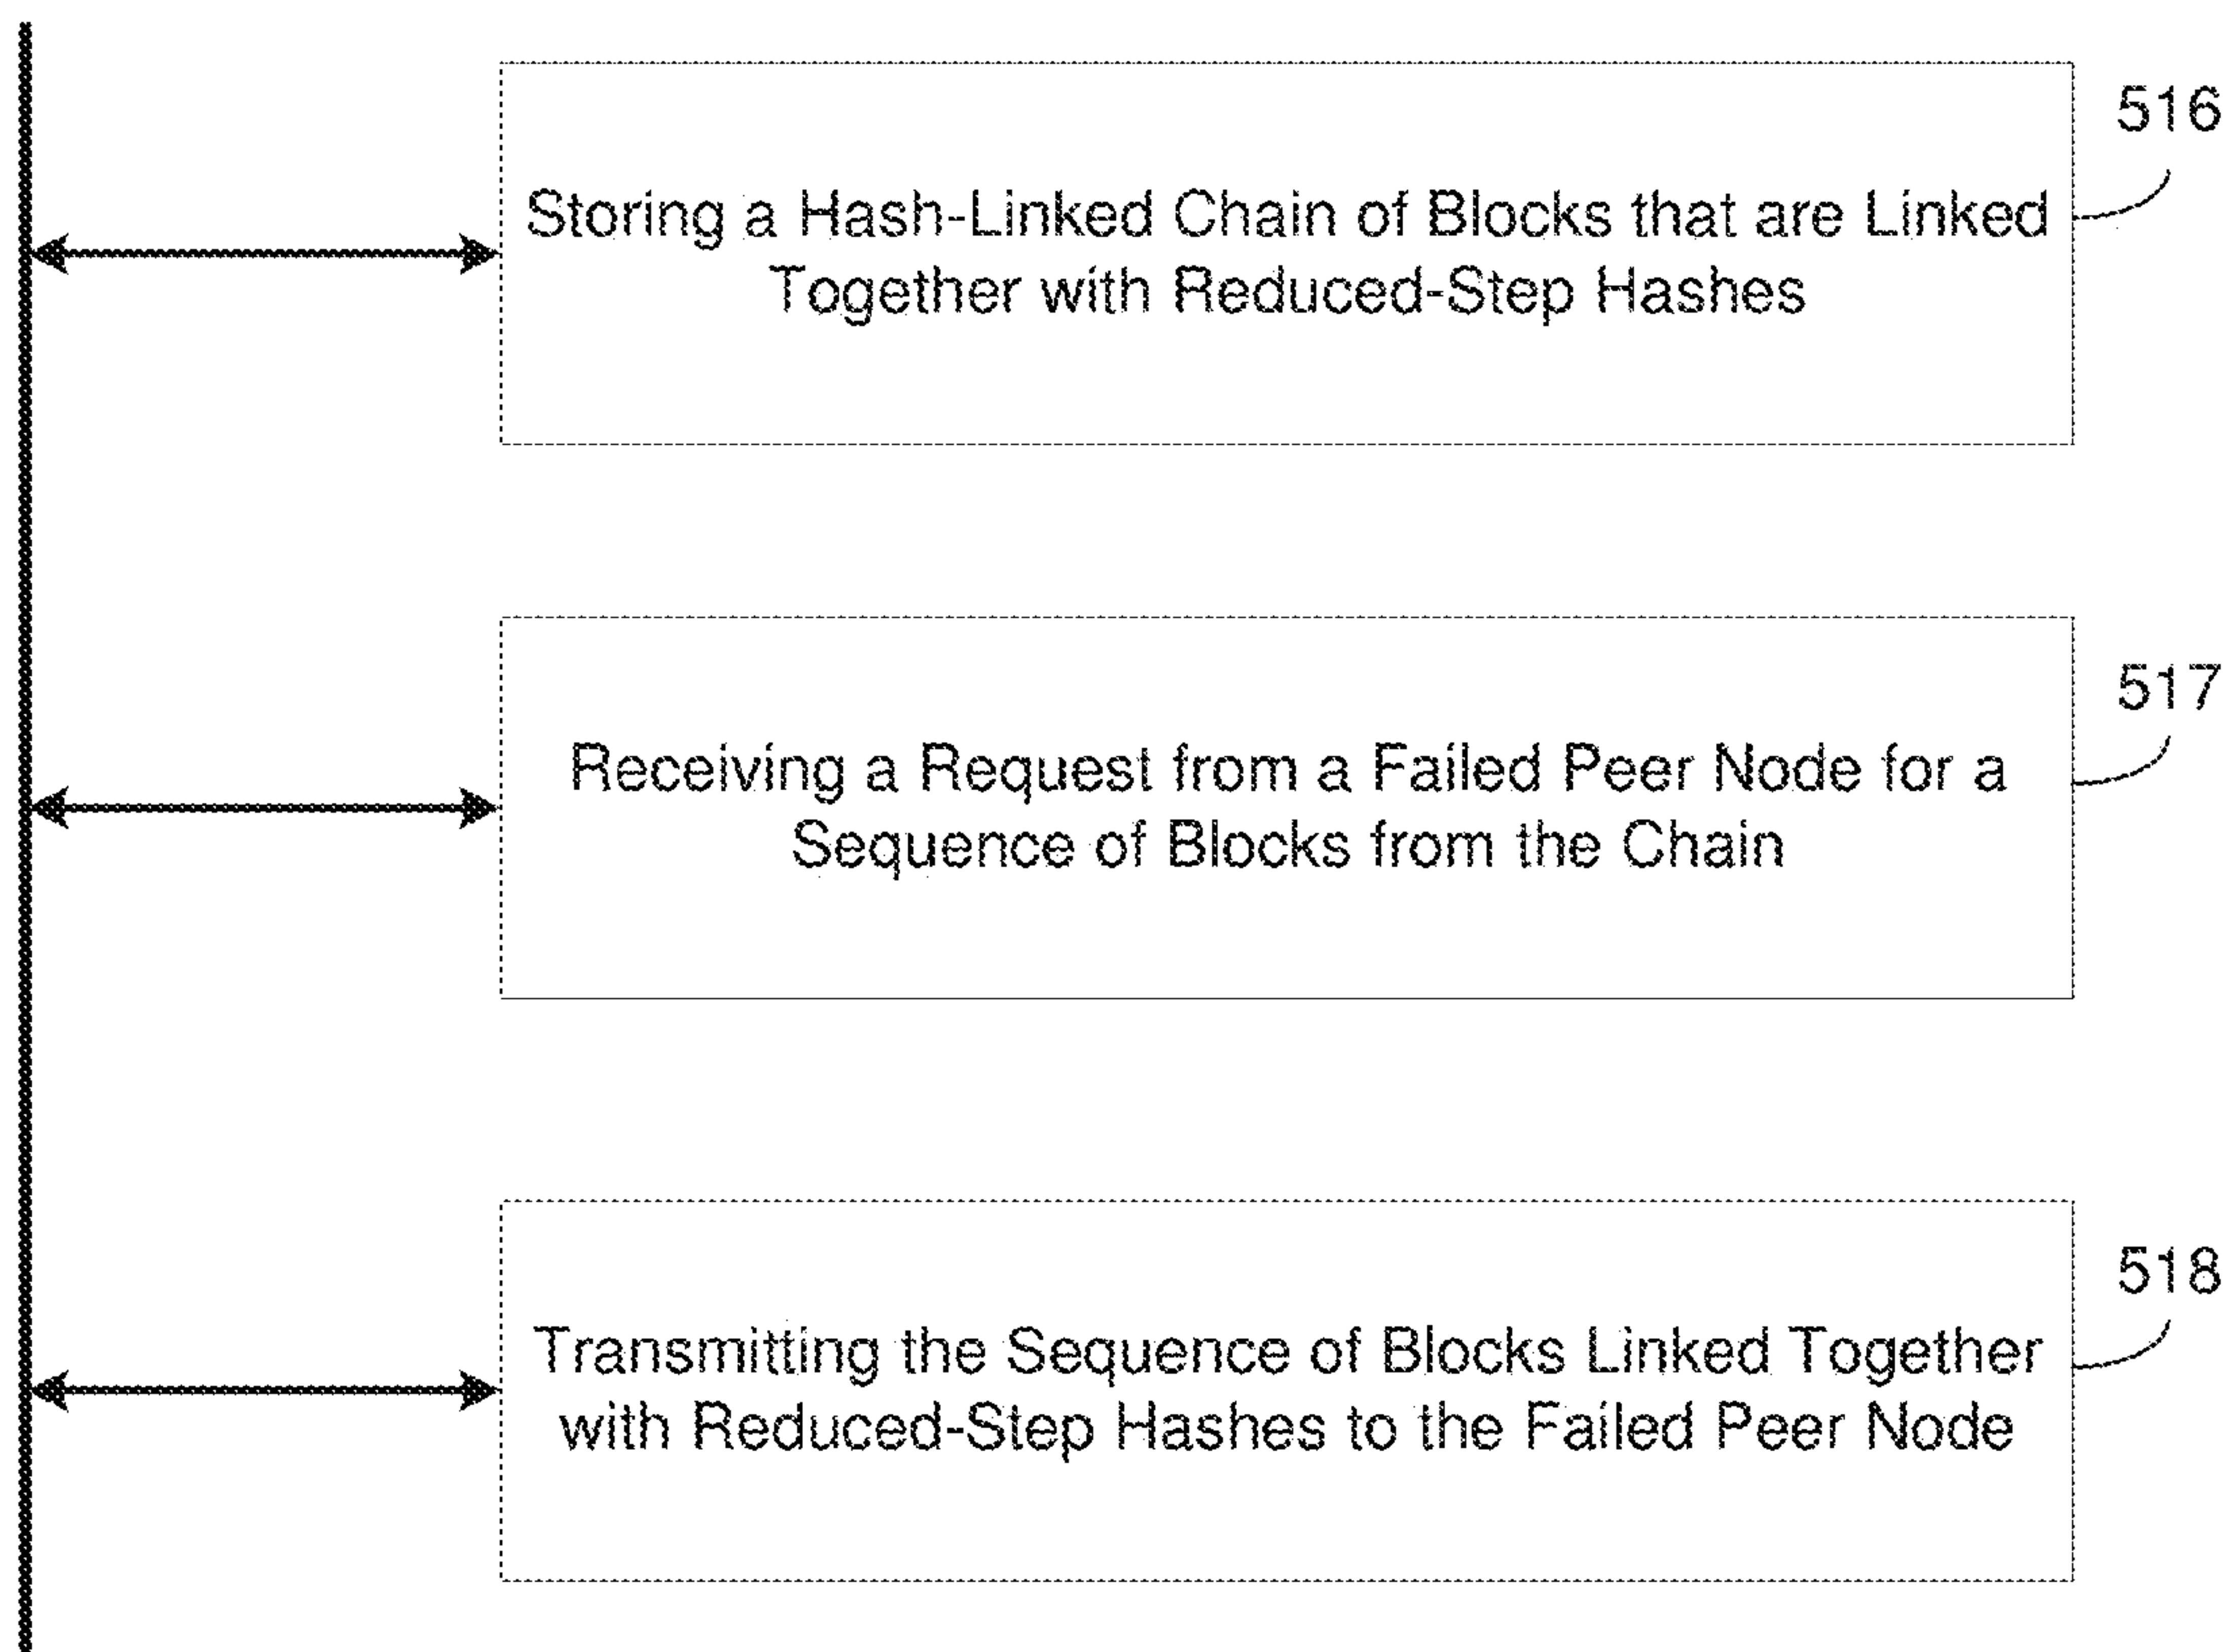 516
Storing a Hash-Linked Chain of Blocks that are Linked
Together with Reduced-Step Hashes
517
Receiving a Request from a Failed Peer Node for a
Sequence of Blocks from the Chain
518
Transmitting the Sequence of Blocks Linked Together
with Reduced-Step Hashes to the Failed Peer Node